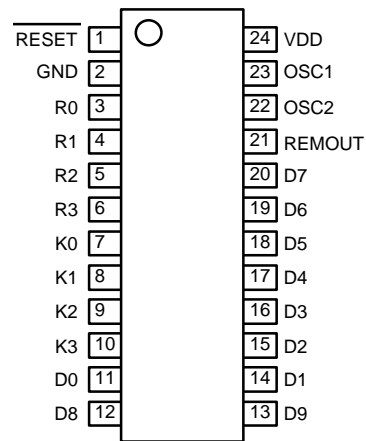 RESET 1 24 VDD
GND 2 23 OSC1
R0 3 22 OSC2
R1 4 21 REMOUT
R2 5 20 D7
R3 6 19 D6
K0 7 18 D5
K1 8 17 D4
K2 9 16 D3
K3 10 15 D2
D0 11 14 D1
D8 12 13 D9